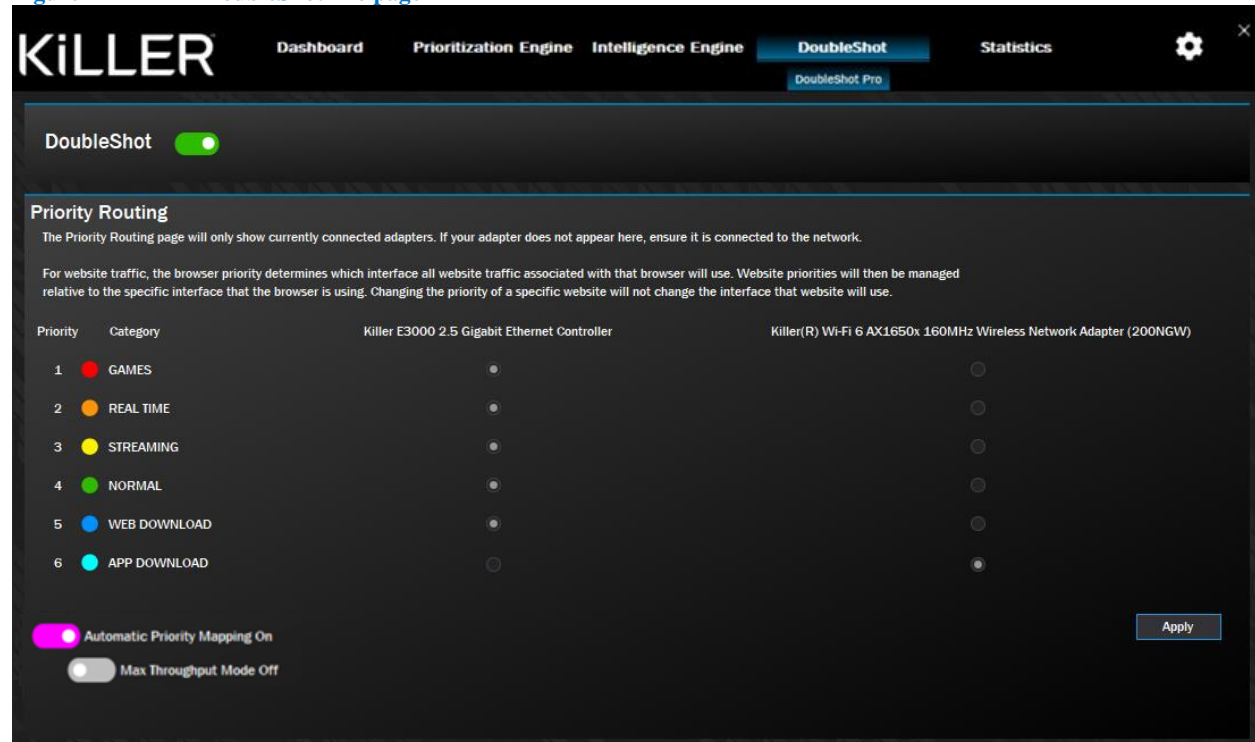 KiLLER
Dashboard Prioritization Engine Intelligence Engine DoubleShot Statistics
DoubleShot Pro
DoubleShot
Priority Routing
The Priority Routing page will only show currently connected adapters. If your adapter does not appear here, ensure it is connected to the network.
For website traffic, the browser priority determines which interface all website traffic associated with that browser will use. Website priorities will then be managed
relative to the specific interface that the browser is using. Changing the priority of a specific website will not change the interface that website will use.
Priority Category Killer E3000 2.5 Gigabit Ethernet Controller Killer(R) Wi-Fi 6 AX1650x 160MHz Wireless Network Adapter (200NGW)
1 GAMES
2 REAL TIME
3 STREAMING
4 NORMAL
5 WEB DOWNLOAD
6 APP DOWNLOAD
Automatic Priority Mapping On
Apply
Max Throughput Mode Off